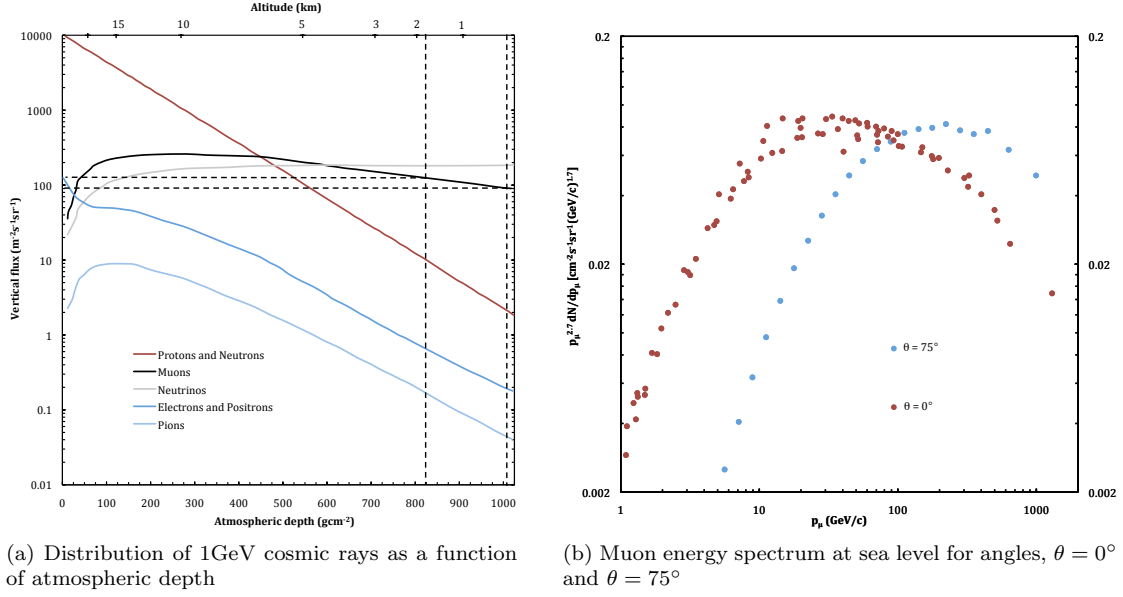 Altitude (km)
15 10 5 3 2 1
10000
1000
100
10
1
0.1
0.01
Vertical flux (m-2s-1sr-1)
Protons and Neutrons
Muons
Neutrinos
Electrons and Positrons
Pions
0 100 200 300 400 500 600 700 800 900 1000
Atmospheric depth (gcm-2)
(a) Distribution of 1GeV cosmic rays as a function
of atmospheric depth
0.2 0.2
0.02 0.02
0.002 0.002
pμ2.7 dN/dpμ [cm-2s-1sr-1(GeV/c)1.7]
θ = 75°
θ = 0°
1 10 100 1000
pμ (GeV/c)
(b) Muon energy spectrum at sea level for angles, θ = 0°
and θ = 75°